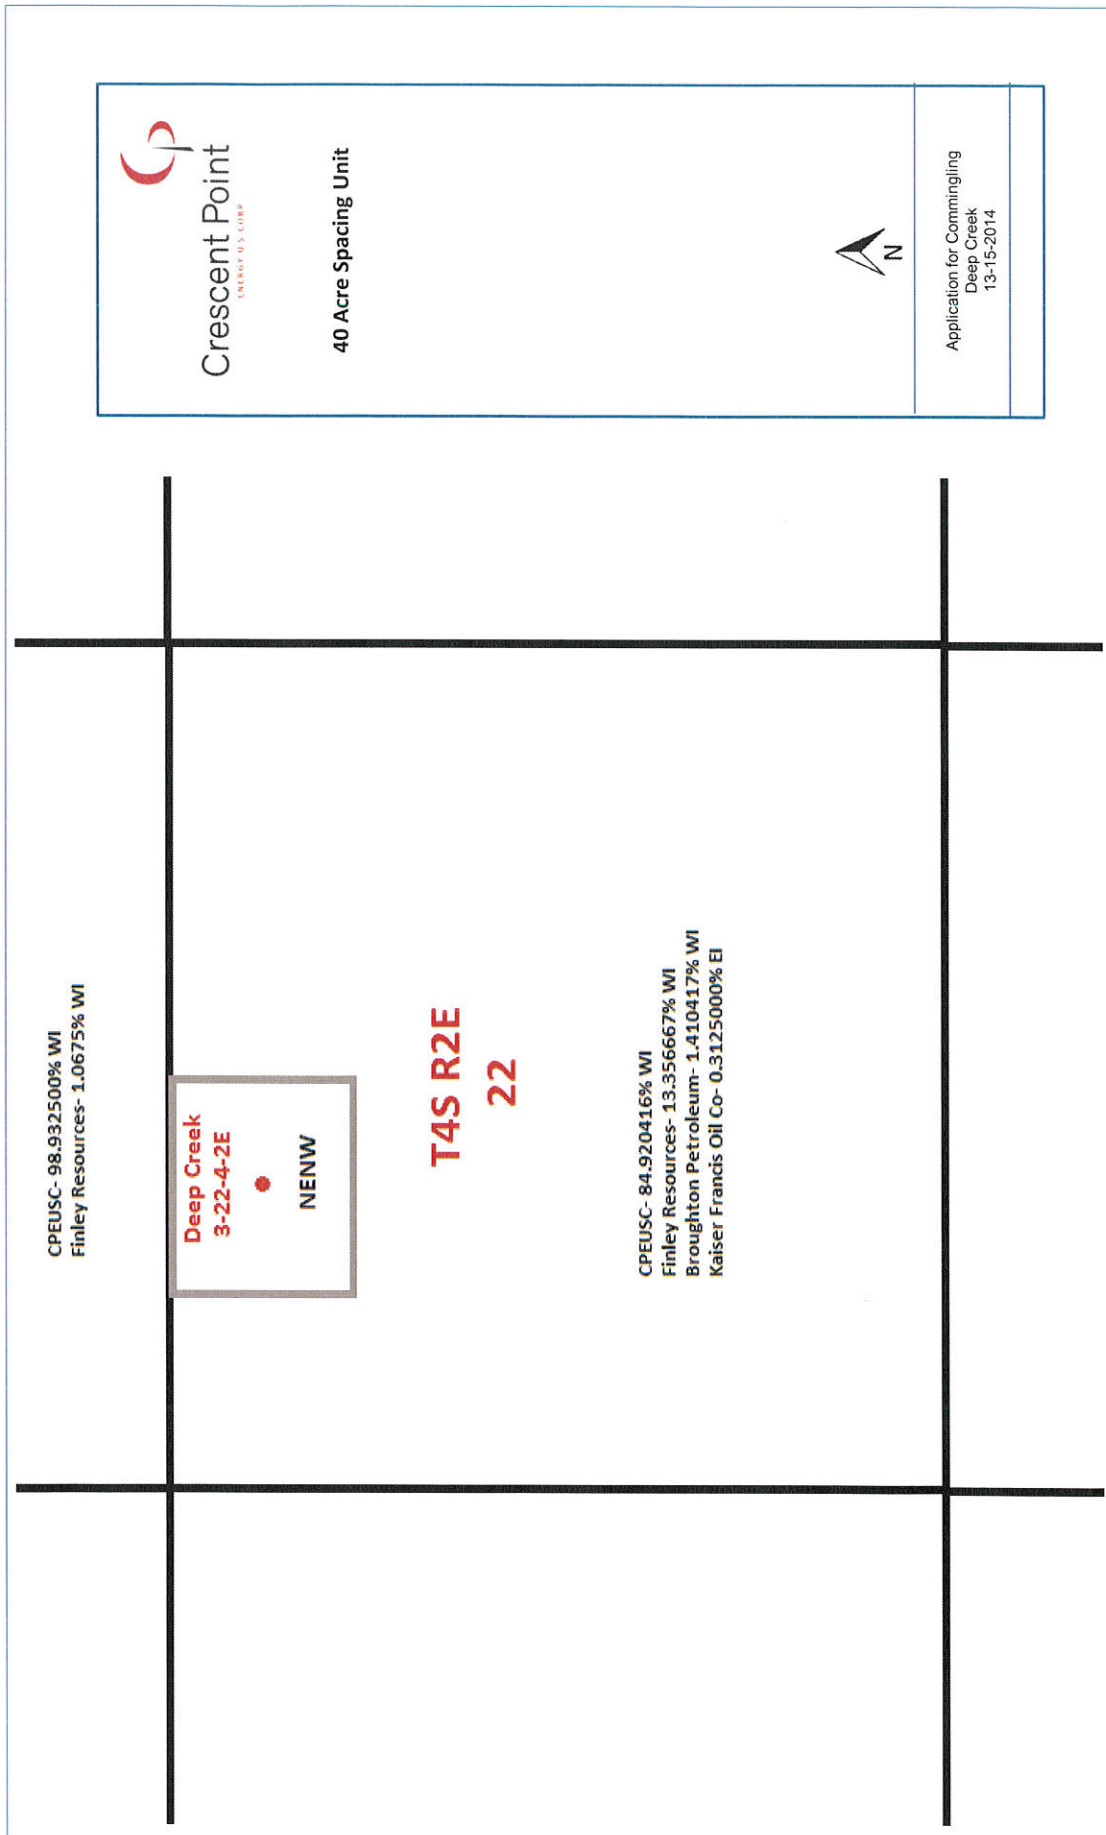 CPEUSC- 98.932500% WI
Finley Resources- 1.0675% WI
Deep Creek
3-22-4-2E
NENW
T4S R2E
22
CPEUSC- 84.920416% WI
Finley Resources- 13.356667% WI
Broughton Petroleum- 1.410417% WI
Kaiser Francis Oil Co- 0.3125000% EI
Crescent Point
ENERGY U.S. CORP
40 Acre Spacing Unit
N
Application for Commingling
Deep Creek
13-15-2014